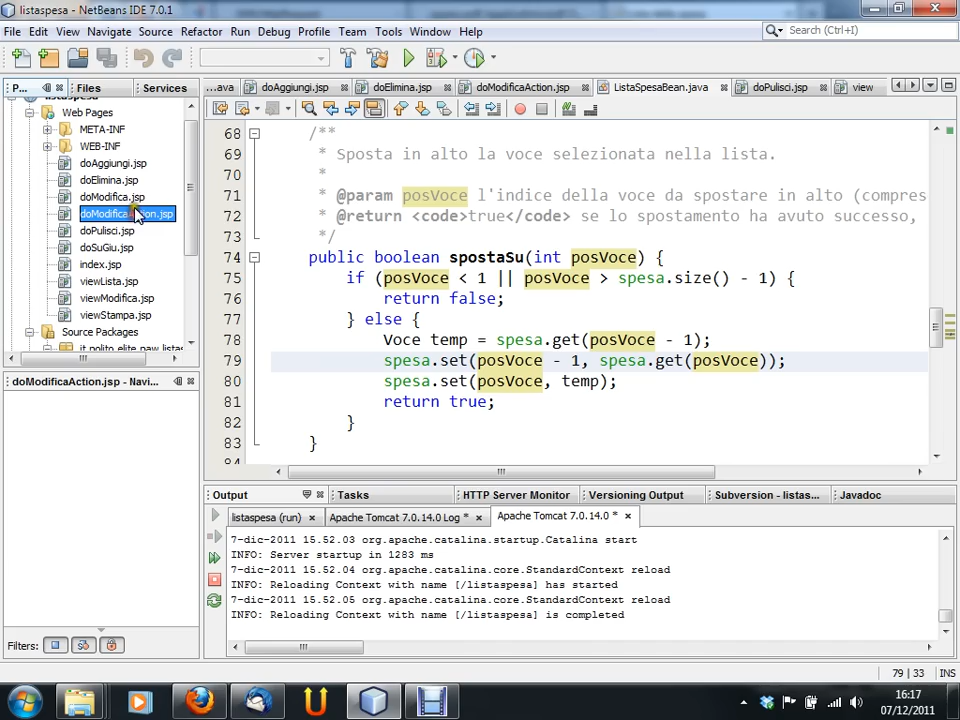 listaspesa - NetBeans IDE 7.0.1
File Edit View Navigate Source Refactor Run Debug Profile Team Tools Window Help
Search (Ctrl+I)
P... Files Services
...ava doAggiungi.jsp doElimina.jsp doModificaAction.jsp ListaSpesaBean.java doPulisci.jsp view
Web Pages
META-INF
WEB-INF
doAggiungi.jsp
doElimina.jsp
doModifica.jsp
doPulisci.jsp
doSuGiu.jsp
index.jsp
viewLista.jsp
viewModifica.jsp
viewStampa.jsp
Source Packages
68 /**
69 * Sposta in alto la voce selezionata nella lista.
70 *
71 * @param posVoce l'indice della voce da spostare in alto (compres
72 * @return <code>true</code> se lo spostamento ha avuto successo,
73 */
74 public boolean spostaSu(int posVoce) {
75 if (posVoce < 1 || posVoce > spesa.size() - 1) {
76 return false;
77 } else {
78 Voce temp = spesa.get(posVoce - 1);
79 spesa.set(posVoce - 1, spesa.get(posVoce));
80 spesa.set(posVoce, temp);
81 return true;
82 }
83 }
doModificaAction.jsp - Navi...
Output Tasks HTTP Server Monitor Versioning Output Subversion - listas... Javadoc
listaspesa (run) Apache Tomcat 7.0.14.0 Log * Apache Tomcat 7.0.14.0 *
7-dic-2011 15.52.03 org.apache.catalina.startup.Catalina start
INFO: Server startup in 1283 ms
7-dic-2011 15.52.04 org.apache.catalina.core.StandardContext reload
INFO: Reloading Context with name [/listaspesa] has started
7-dic-2011 15.52.05 org.apache.catalina.core.StandardContext reload
INFO: Reloading Context with name [/listaspesa] is completed
Filters:
79 | 33 INS
16:17
07/12/2011